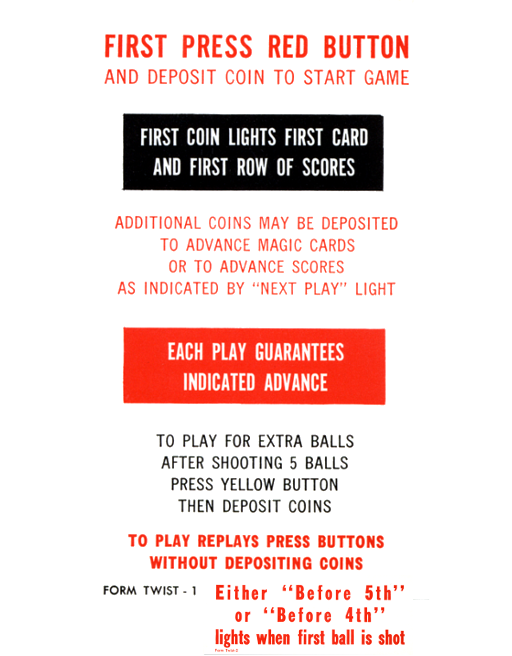 FIRST PRESS RED BUTTON
AND DEPOSIT COIN TO START GAME
FIRST COIN LIGHTS FIRST CARD
AND FIRST ROW OF SCORES
ADDITIONAL COINS MAY BE DEPOSITED
TO ADVANCE MAGIC CARDS
OR TO ADVANCE SCORES
AS INDICATED BY “NEXT PLAY” LIGHT
EACH PLAY GUARANTEES
INDICATED ADVANCE
TO PLAY FOR EXTRA BALLS
AFTER SHOOTING 5 BALLS
PRESS YELLOW BUTTON
THEN DEPOSIT COINS
TO PLAY REPLAYS PRESS BUTTONS
WITHOUT DEPOSITING COINS
FORM TWIST - 1
Either “Before 5th”
or “Before 4th”
lights when first ball is shot